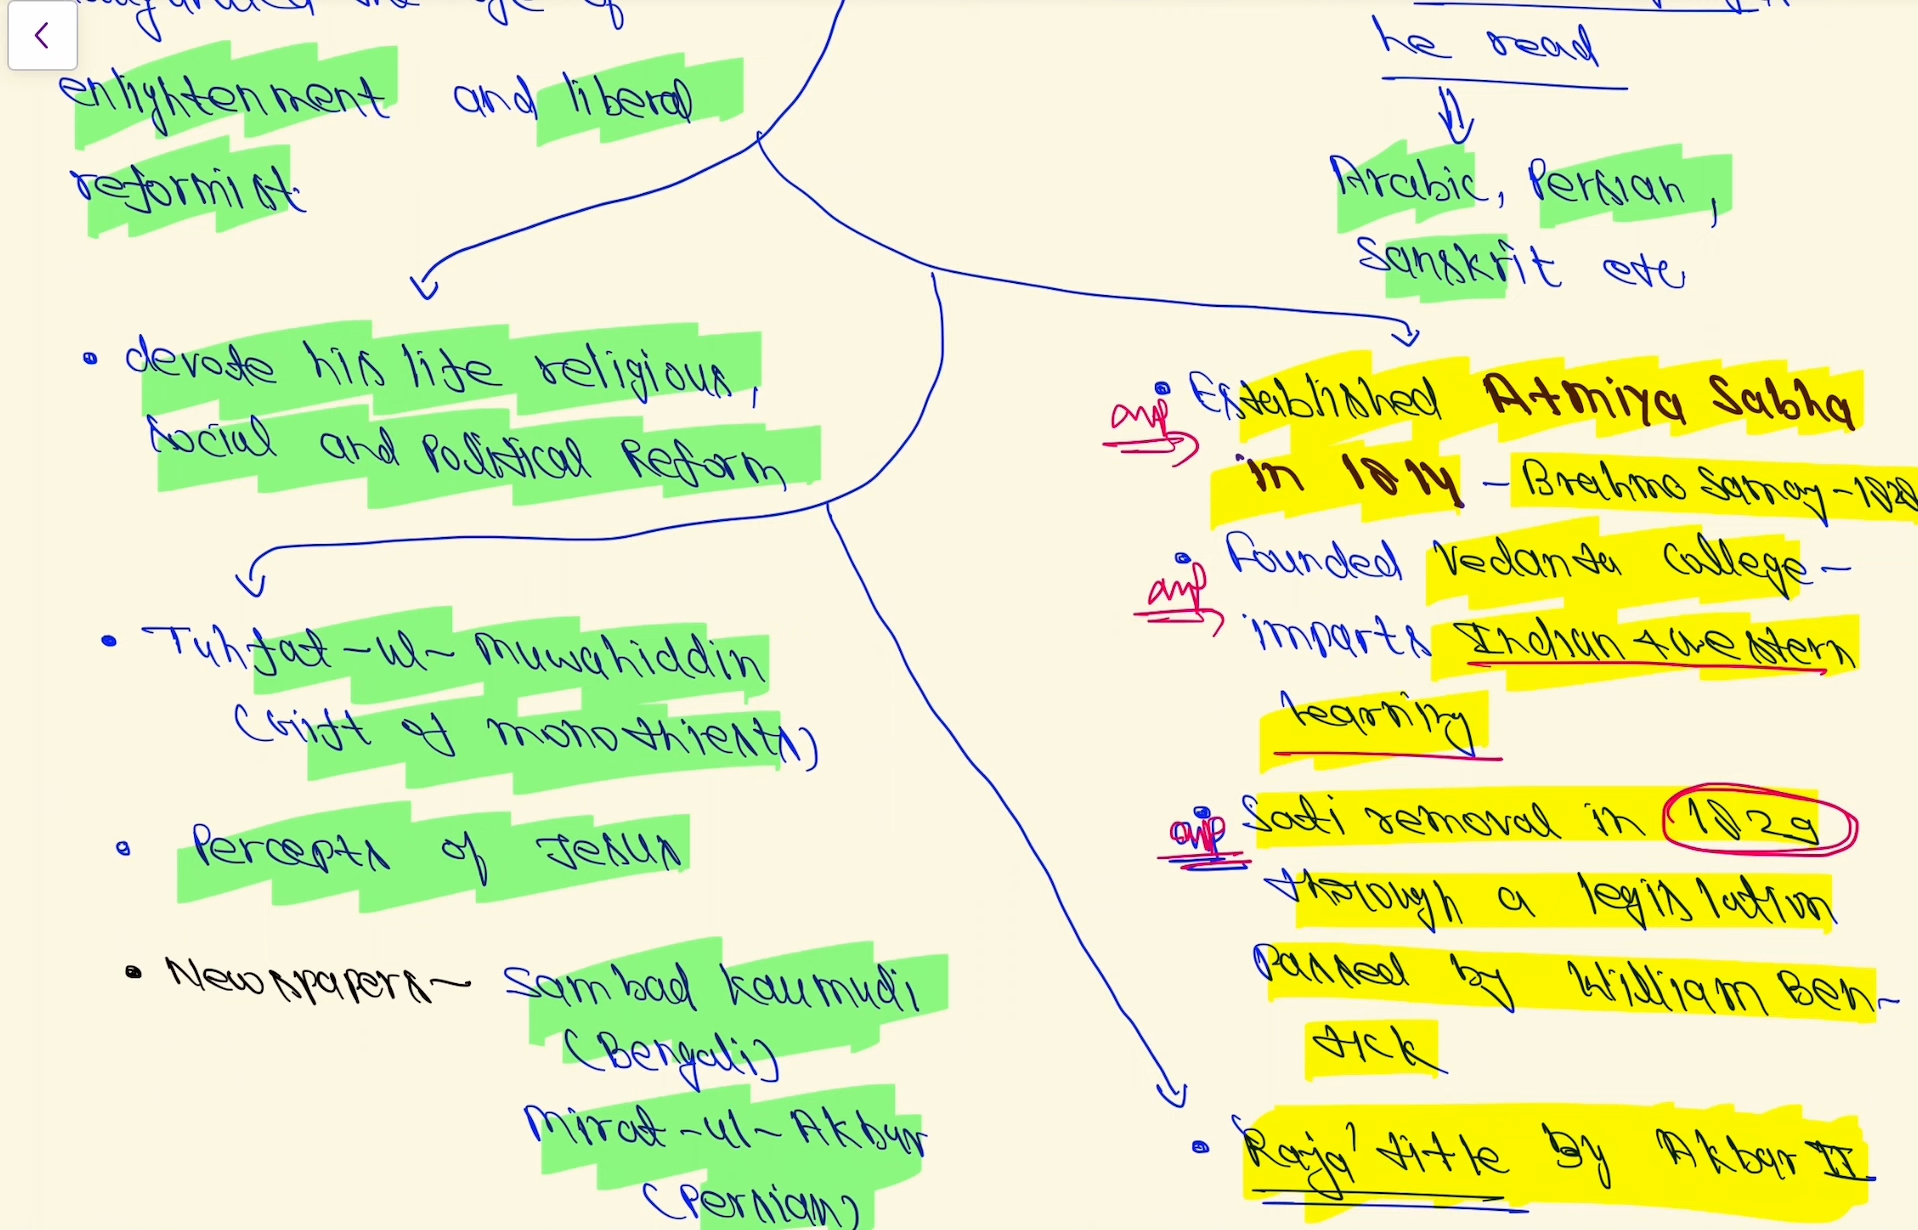 enlightenment and liberal
reformist.
he read
Arabic, Persian,
Sanskrit etc
• devote his life religious,
social and Political Reform
• Tuhfat-ul-muwahiddin
(Gift of monothiests)
• Percepts of Jesus
• Newspapers- Sambad kaumudi
(Bengali)
Mirat-ul-Akbar
(Persian)
imp • Established Atmiya Sabha
in 1814 - Brahmo Samaj-1828
imp • Founded Vedanta College-
imparts Indian + western
learning
imp • Sati removal in 1829
through a legislation
Passed by William Ben-
tick
• 'Raja' title by Akbar II